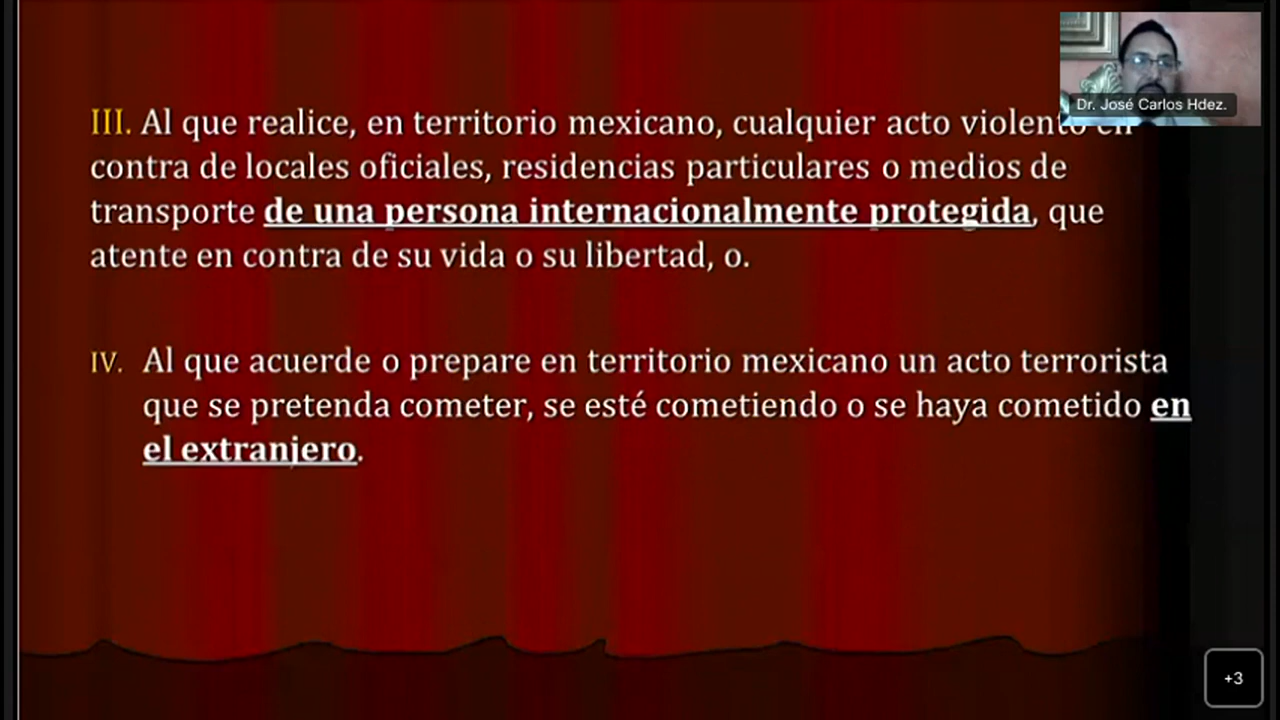 Dr. José Carlos Hdez.
III. Al que realice, en territorio mexicano, cualquier acto violento en
contra de locales oficiales, residencias particulares o medios de
transporte de una persona internacionalmente protegida, que
atente en contra de su vida o su libertad, o.
IV. Al que acuerde o prepare en territorio mexicano un acto terrorista
que se pretenda cometer, se esté cometiendo o se haya cometido en
el extranjero.
+3